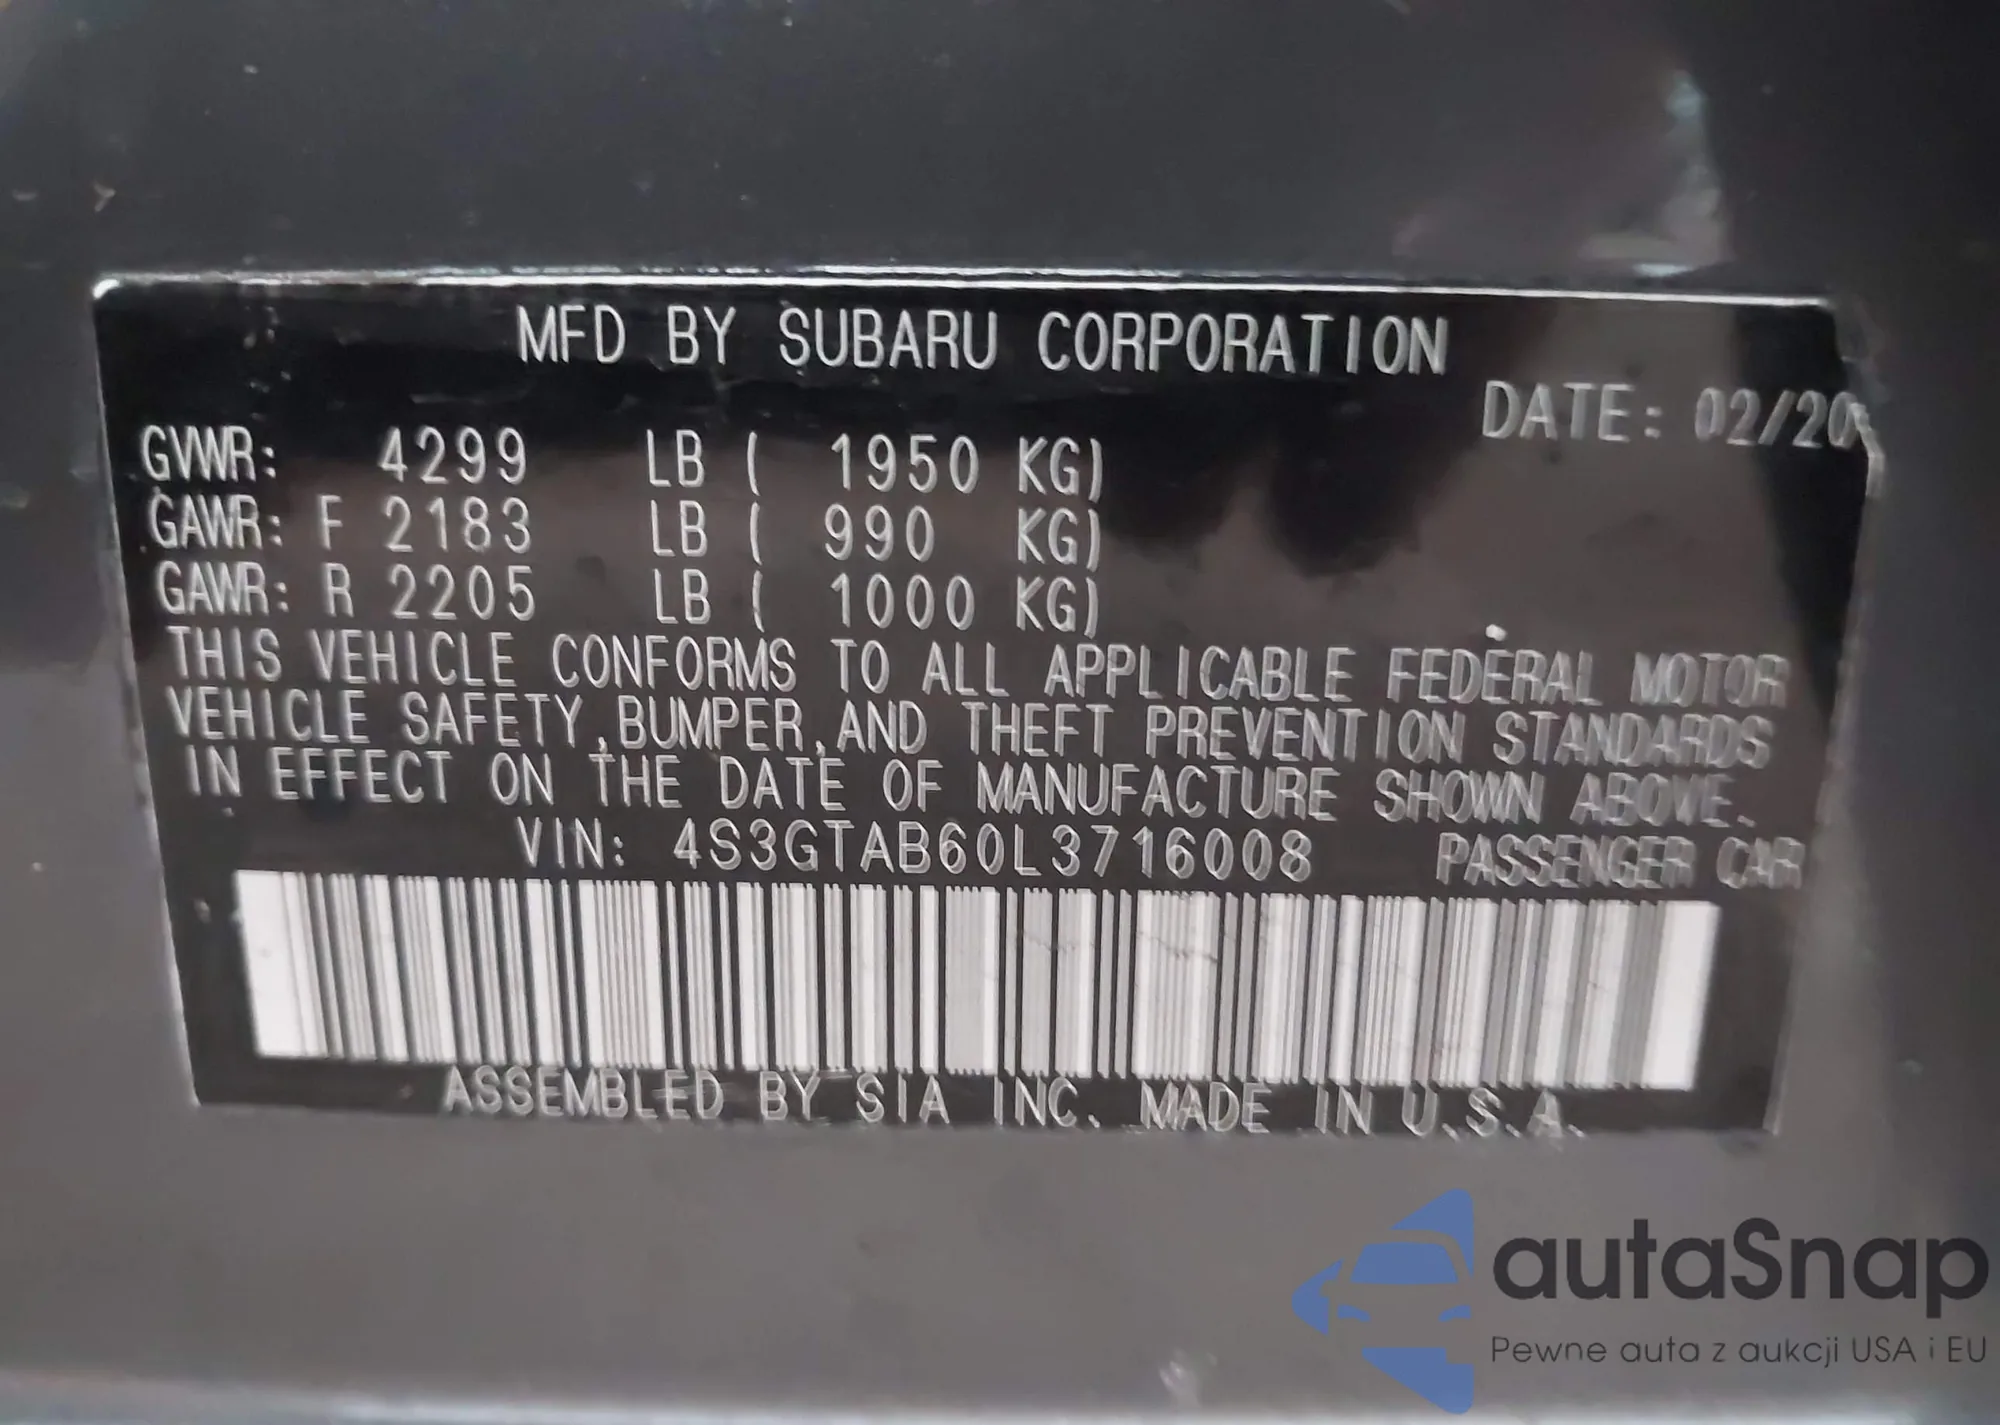 MFD BY SUBARU CORPORATION
DATE: 02/20
GVWR: 4299 LB ( 1950 KG)
GAWR: F 2183 LB ( 990 KG)
GAWR: R 2205 LB ( 1000 KG)
THIS VEHICLE CONFORMS TO ALL APPLICABLE FEDERAL MOTOR
VEHICLE SAFETY,BUMPER,AND THEFT PREVENTION STANDARDS
IN EFFECT ON THE DATE OF MANUFACTURE SHOWN ABOVE.
VIN: 4S3GTAB60L3716008 PASSENGER CAR
ASSEMBLED BY SIA INC. MADE IN U.S.A.
autaSnap
Pewne auta z aukcji USA i EU